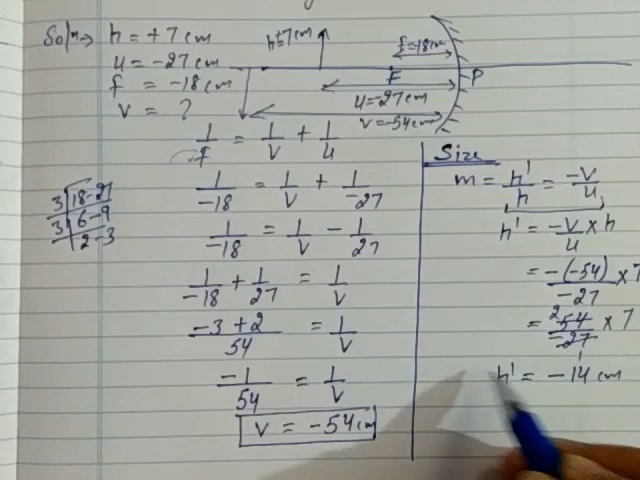 Soln→ h = +7 cm
u = -27 cm
f = -18 cm
v = ?
h=+7cm
f=-18cm
F
P
u=-27cm
v=-54cm
1/f = 1/v + 1/u
1/-18 = 1/v + 1/-27
1/-18 = 1/v - 1/27
1/-18 + 1/27 = 1/v
-3+2/54 = 1/v
-1/54 = 1/v
v = -54cm
3 | 18-27
3 | 6-9
2-3
Size
m = h'/h = -v/u
h' = -v/u × h
= -(-54)/-27 × 7
= 2 54/-27 1 × 7
h' = -14 cm